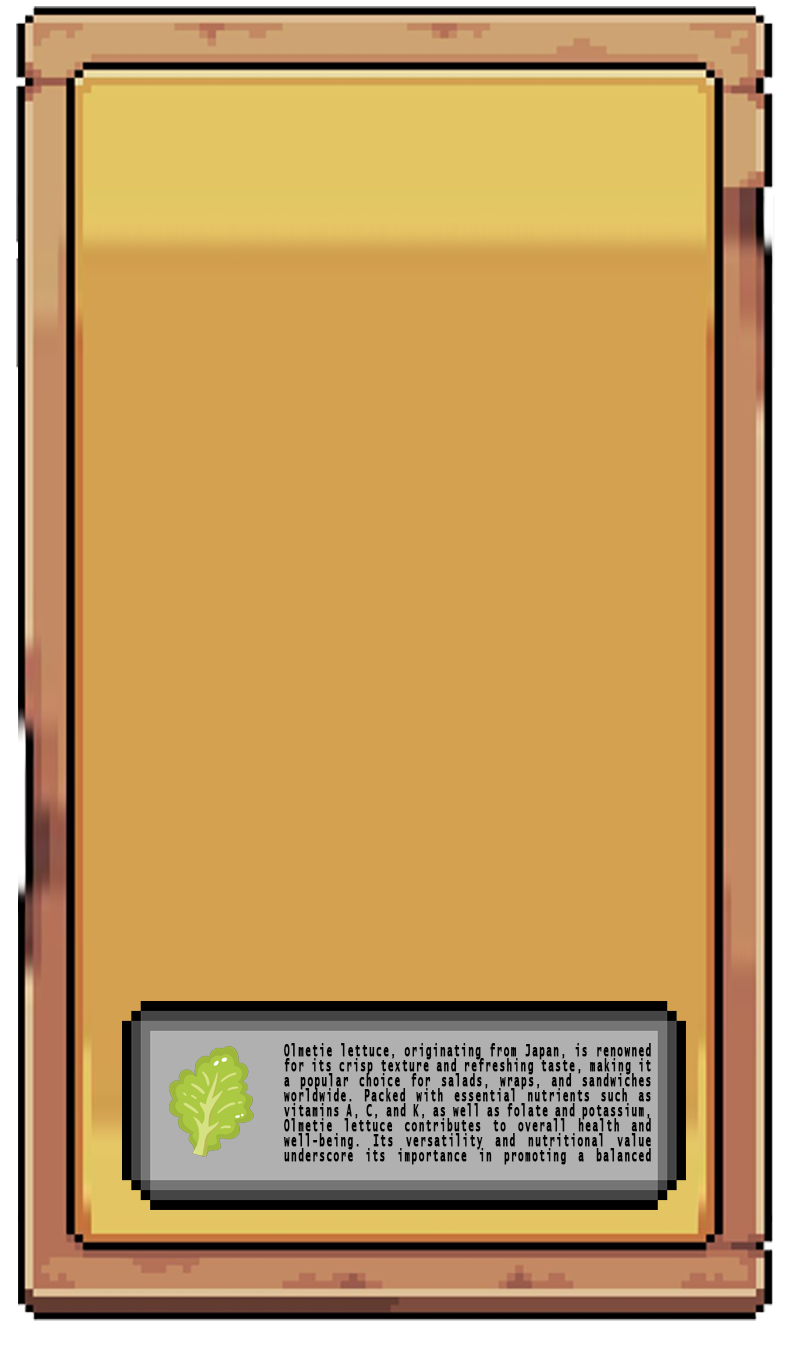 Olmetie lettuce, originating from Japan, is renowned
for its crisp texture and refreshing taste, making it
a popular choice for salads, wraps, and sandwiches
worldwide. Packed with essential nutrients such as
vitamins A, C, and K, as well as folate and potassium,
Olmetie lettuce contributes to overall health and
well-being. Its versatility and nutritional value
underscore its importance in promoting a balanced